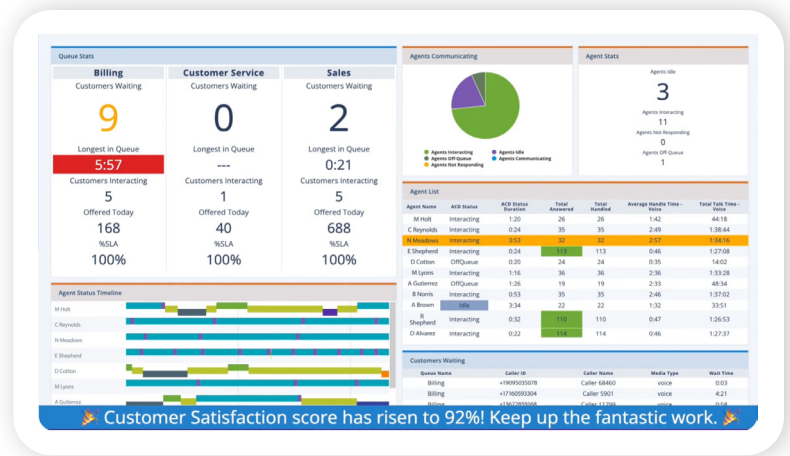 Queue Stats
Billing
Customers Waiting
9
Longest in Queue
5:57
Customers Interacting
5
Offered Today
168
%SLA
100%
Customer Service
Customers Waiting
0
Longest in Queue
---
Customers Interacting
1
Offered Today
40
%SLA
100%
Sales
Customers Waiting
2
Longest in Queue
0:21
Customers Interacting
5
Offered Today
688
%SLA
100%
Agents Communicating
Agents Interacting Agents Idle
Agents Off-Queue Agents Communicating
Agents Not Responding
Agent Stats
Agents Idle
3
Agents Interacting
11
Agents Not Responding
0
Agents Off-Queue
1
Agent List
Agent Name ACD Status ACD Status Duration Total Answered Total Handled Average Handle Time - Voice Total Talk Time - Voice
M Holt Interacting 1:20 26 26 1:42 44:18
C Reynolds Interacting 0:24 35 35 2:49 1:38:44
N Meadows Interacting 3:53 32 32 2:57 1:34:16
E Shepherd Interacting 0:24 113 113 0:46 1:27:08
D Cotton OffQueue 0:20 24 24 0:35 14:02
M Lyons Interacting 1:16 36 36 2:36 1:33:28
A Gutierrez OffQueue 1:26 19 19 2:33 48:34
B Norris Interacting 0:53 35 35 2:46 1:37:02
A Brown Idle 3:34 22 22 1:32 33:51
R Shepherd Interacting 0:32 110 110 0:47 1:26:53
D Alvarez Interacting 0:22 114 114 0:46 1:27:37
Agent Status Timeline
M Holt
C Reynolds
N Meadows
E Shepherd
D Cotton
M Lyons
A Gutierrez
Customers Waiting
Queue Name Caller ID Caller Name Media Type Wait Time
Billing +19095035078 Caller 68460 voice 0:03
Billing +17160593304 Caller 5901 voice 4:21
Billing Caller 11799 voice 0:58
🎉 Customer Satisfaction score has risen to 92%! Keep up the fantastic work. 🎉